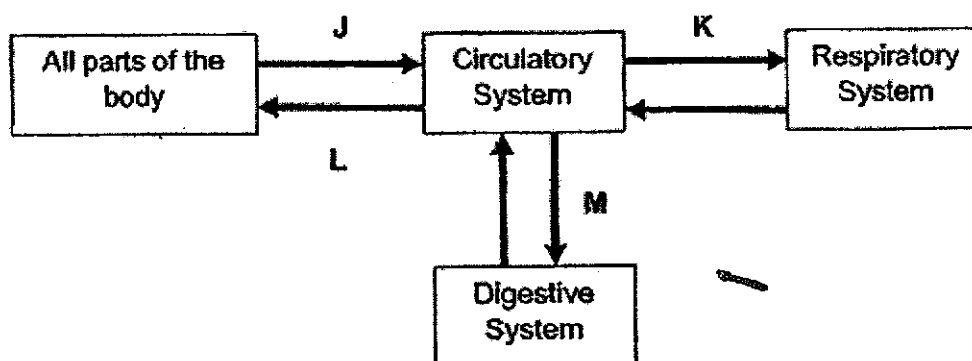 J
K
All parts of the
body
Circulatory
System
Respiratory
System
L
M
Digestive
System